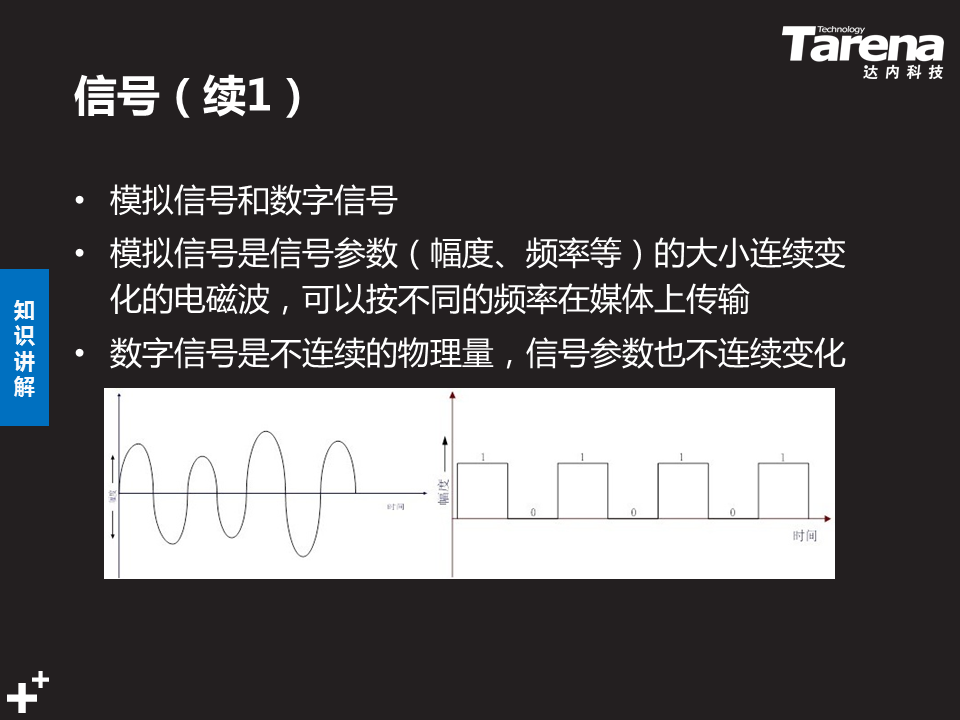 Technology
Tarena
达内科技
信号（续1）
• 模拟信号和数字信号
• 模拟信号是信号参数（幅度、频率等）的大小连续变
化的电磁波，可以按不同的频率在媒体上传输
• 数字信号是不连续的物理量，信号参数也不连续变化
知
识
讲
解
幅度
时间
幅度
1 1 1 1
0 0 0
时间